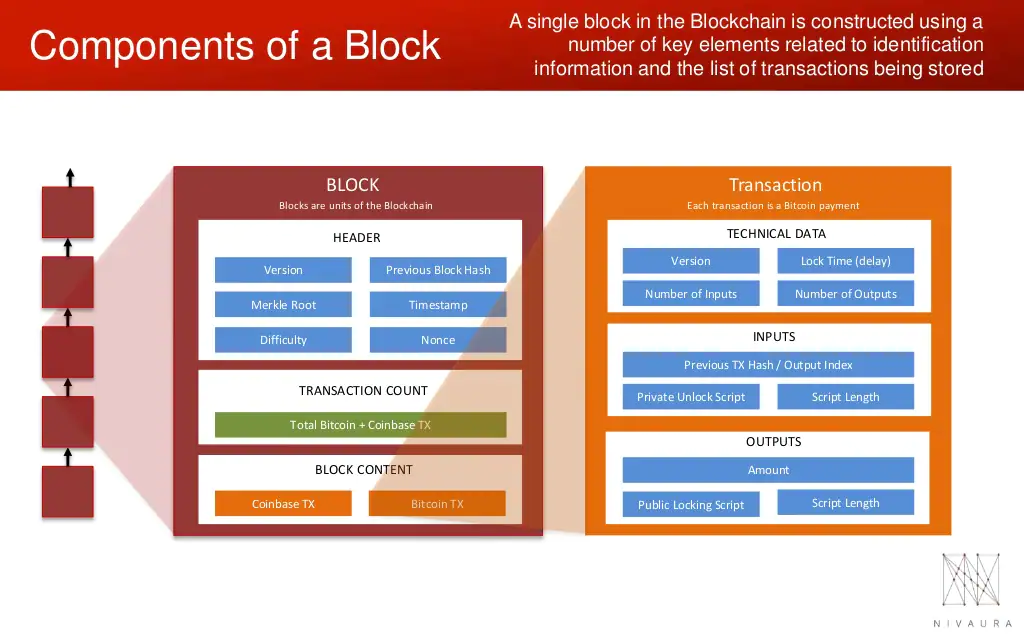 Components of a Block
A single block in the Blockchain is constructed using a
number of key elements related to identification
information and the list of transactions being stored
BLOCK
Blocks are units of the Blockchain
HEADER
Version
Previous Block Hash
Merkle Root
Timestamp
Difficulty
Nonce
TRANSACTION COUNT
Total Bitcoin + Coinbase TX
BLOCK CONTENT
Coinbase TX
Bitcoin TX
Transaction
Each transaction is a Bitcoin payment
TECHNICAL DATA
Version
Lock Time (delay)
Number of Inputs
Number of Outputs
INPUTS
Previous TX Hash / Output Index
Private Unlock Script
Script Length
OUTPUTS
Amount
Public Locking Script
Script Length
NIVAURA